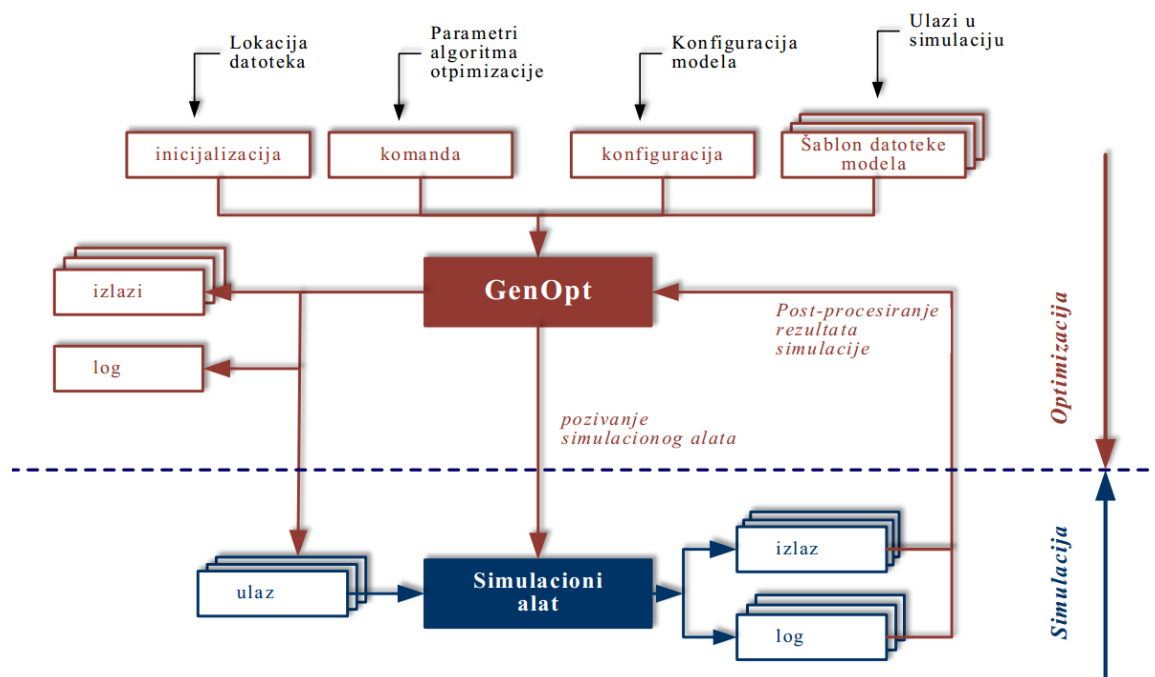 Lokacija
datoteka
Parametri
algoritma
otpimizacije
Konfiguracija
modela
Ulazi u
simulaciju
inicijalizacija
komanda
konfiguracija
Šablon datoteke
modela
izlazi
GenOpt
log
Post-procesiranje
rezultata
simulacije
pozivanje
simulacionog alata
Optimizacija
ulaz
Simulacioni
alat
izlaz
log
Simulacija